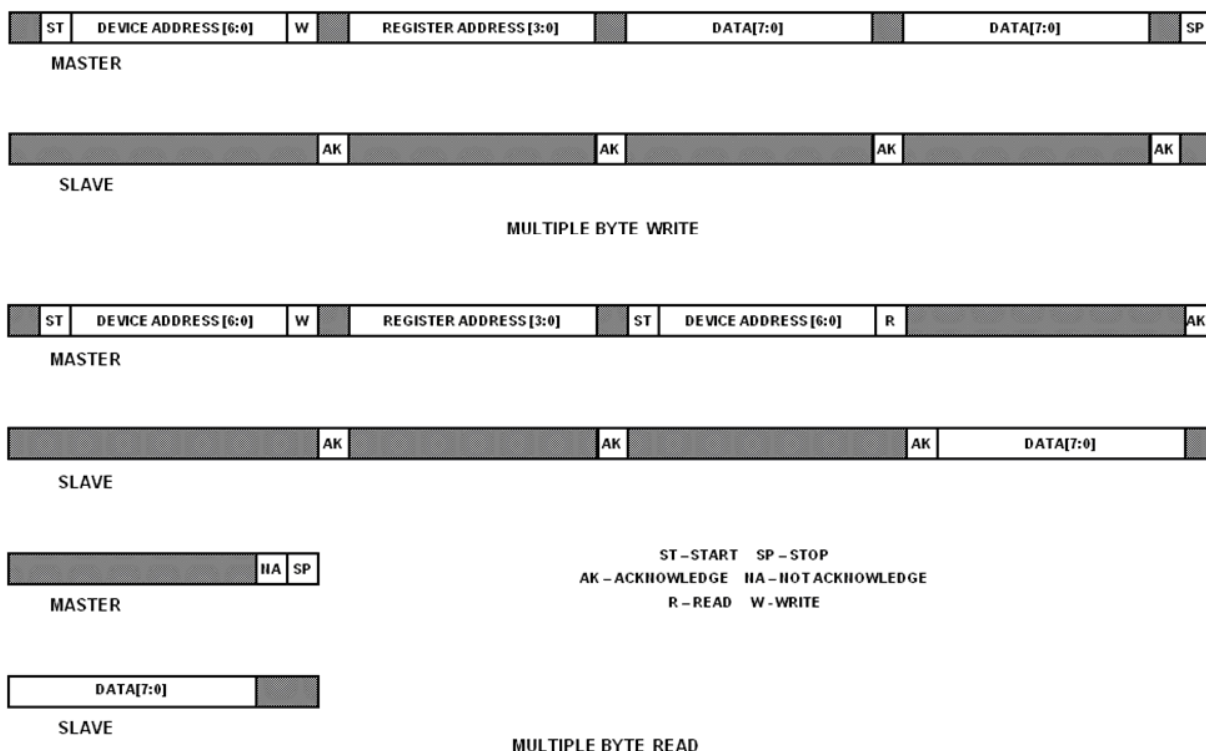 ST DEVICE ADDRESS [6:0] W REGISTER ADDRESS [3:0] DATA[7:0] DATA[7:0] SP
MASTER
AK AK AK AK
SLAVE
MULTIPLE BYTE WRITE
ST DEVICE ADDRESS [6:0] W REGISTER ADDRESS [3:0] ST DEVICE ADDRESS [6:0] R AK
MASTER
AK AK AK DATA[7:0]
SLAVE
NA SP
MASTER
ST – START SP – STOP
AK – ACKNOWLEDGE NA – NOT ACKNOWLEDGE
R – READ W - WRITE
DATA[7:0]
SLAVE
MULTIPLE BYTE READ